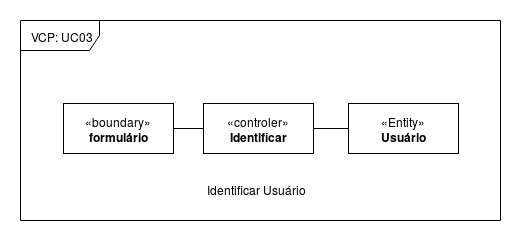 VCP: UC03
«boundary»
formulário
«controler»
Identificar
«Entity»
Usuário
Identificar Usuário